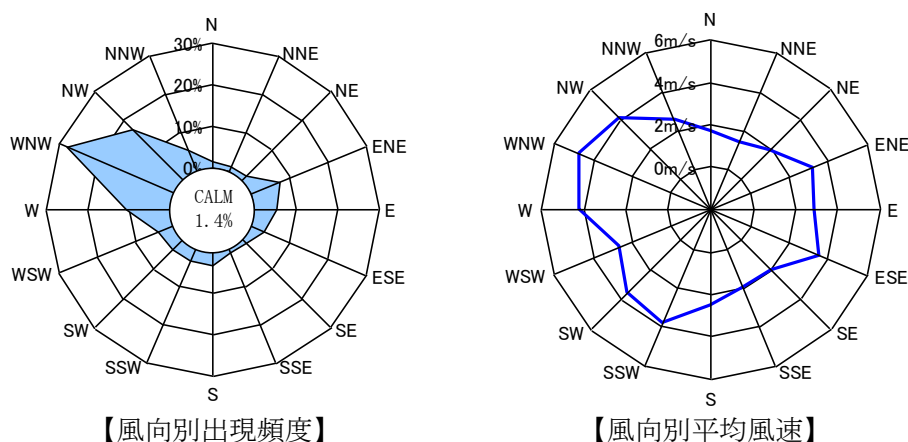 N
NNE
NE
ENE
E
ESE
SE
SSE
S
SSW
SW
WSW
W
WNW
NW
NNW
30%
20%
10%
0%
CALM
1.4%
【風向別出現頻度】
N
NNE
NE
ENE
E
ESE
SE
SSE
S
SSW
SW
WSW
W
WNW
NW
NNW
6m/s
4m/s
2m/s
0m/s
【風向別平均風速】